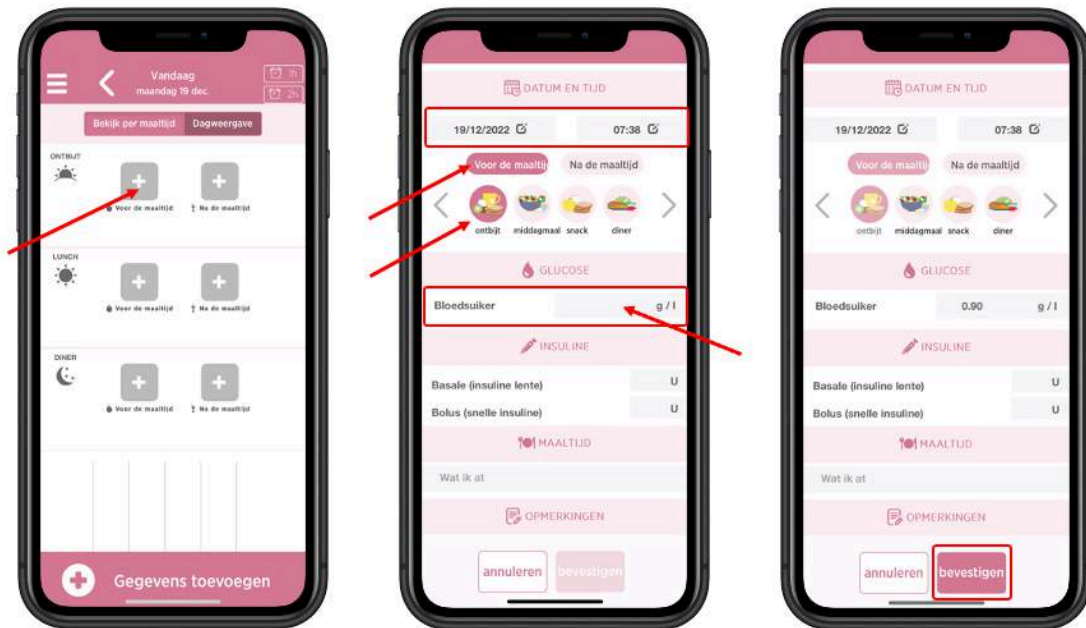 Vandaag
maandag 19 dec.
1h
2h
Bekijk per maaltijd Dagweergave
ONTBIJT
Voor de maaltijd Na de maaltijd
LUNCH
Voor de maaltijd Na de maaltijd
DINER
Voor de maaltijd Na de maaltijd
Gegevens toevoegen
DATUM EN TIJD
19/12/2022 07:38
Voor de maaltij Na de maaltijd
ontbijt middagmaal snack diner
GLUCOSE
Bloedsuiker g / l
INSULINE
Basale (insuline lente) U
Bolus (snelle insuline) U
MAALTIJD
Wat ik at
OPMERKINGEN
annuleren bevestigen
DATUM EN TIJD
19/12/2022 07:38
Voor de maaltij Na de maaltijd
ontbijt middagmaal snack diner
GLUCOSE
Bloedsuiker 0.90 g / l
INSULINE
Basale (insuline lente) U
Bolus (snelle insuline) U
MAALTIJD
Wat ik at
OPMERKINGEN
annuleren bevestigen